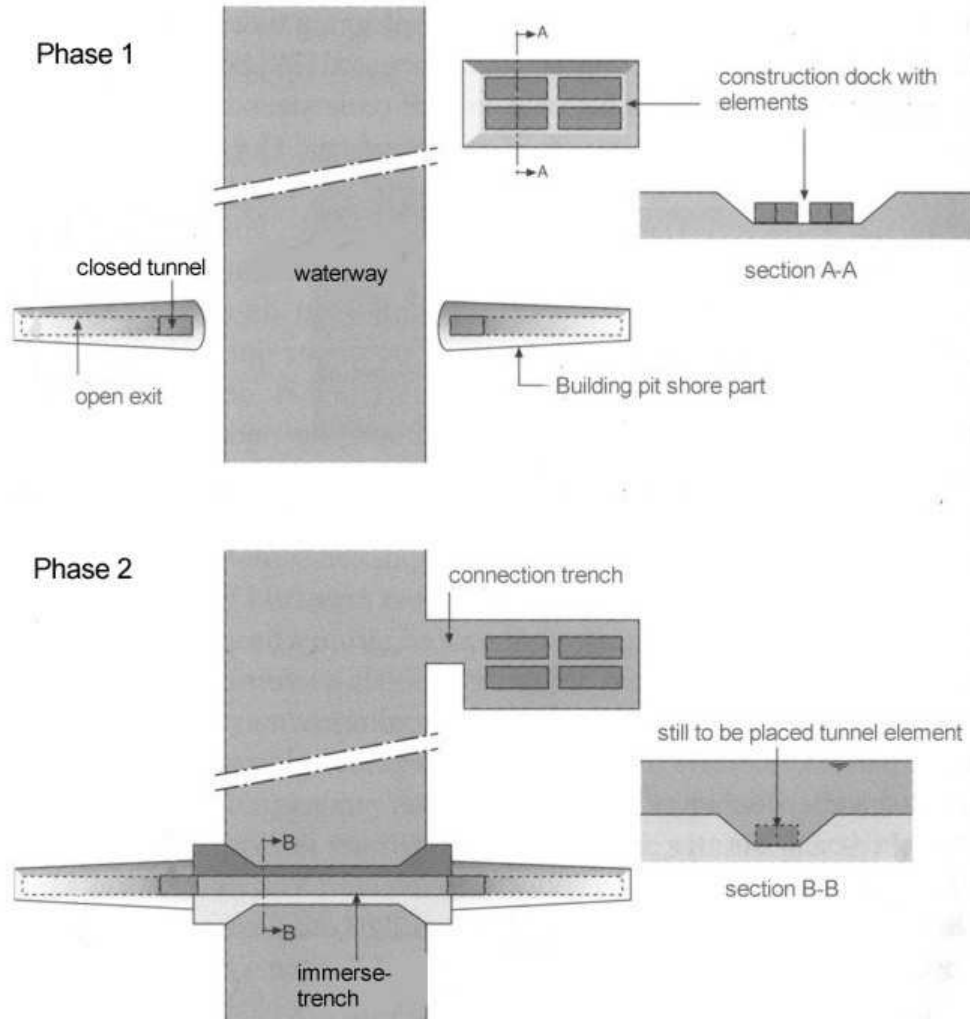 Phase 1
A
A
construction dock with
elements
section A-A
closed tunnel
waterway
open exit
Building pit shore part
Phase 2
connection trench
still to be placed tunnel element
section B-B
B
B
immerse-
trench